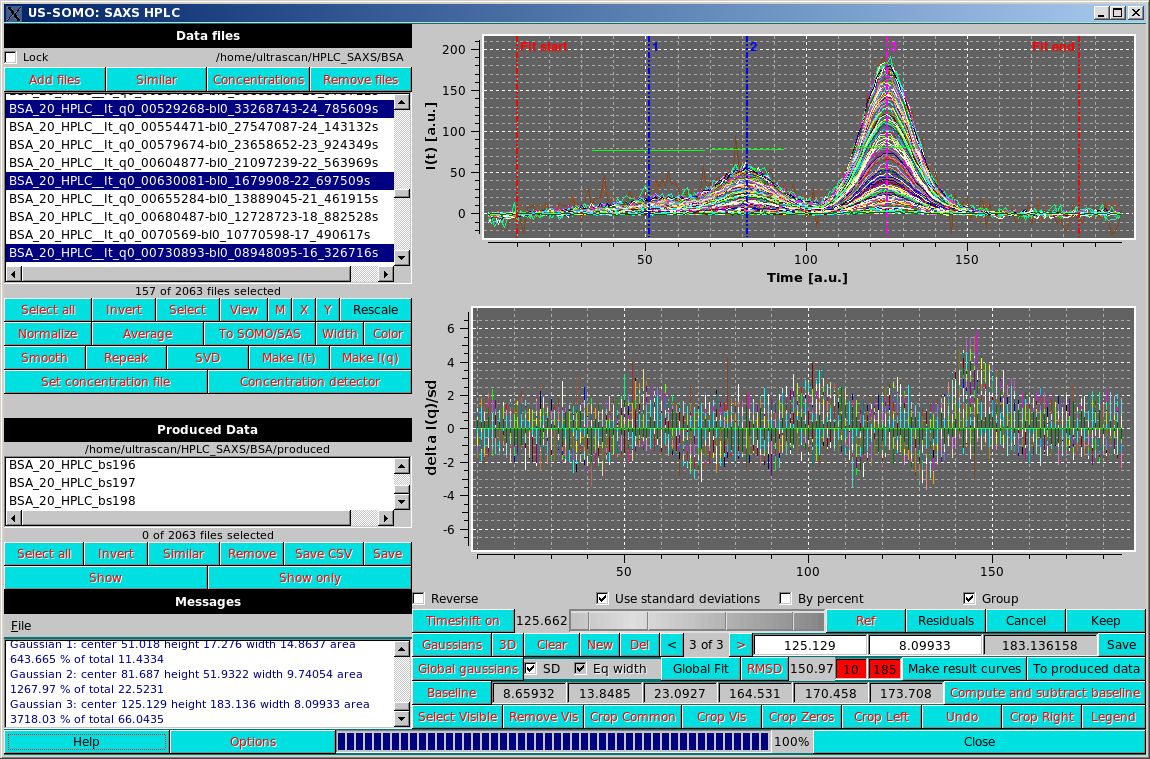 US-SOMO: SAXS HPLC
Data files
Lock /home/ultrascan/HPLC_SAXS/BSA
Add files Similar Concentrations Remove files
BSA_20_HPLC__It_q0_00529268-bl0_33268743-24_785609s
BSA_20_HPLC__It_q0_00554471-bl0_27547087-24_143132s
BSA_20_HPLC__It_q0_00579674-bl0_23658652-23_924349s
BSA_20_HPLC__It_q0_00604877-bl0_21097239-22_563969s
BSA_20_HPLC__It_q0_00630081-bl0_1679908-22_697509s
BSA_20_HPLC__It_q0_00655284-bl0_13889045-21_461915s
BSA_20_HPLC__It_q0_00680487-bl0_12728723-18_882528s
BSA_20_HPLC__It_q0_0070569-bl0_10770598-17_490617s
BSA_20_HPLC__It_q0_00730893-bl0_08948095-16_326716s
157 of 2063 files selected
Select all Invert Select View M X Y Rescale
Normalize Average To SOMO/SAS Width Color
Smooth Repeak SVD Make I(t) Make I(q)
Set concentration file Concentration detector
Produced Data
/home/ultrascan/HPLC_SAXS/BSA/produced
BSA_20_HPLC_bs196
BSA_20_HPLC_bs197
BSA_20_HPLC_bs198
0 of 2063 files selected
Select all Invert Similar Remove Save CSV Save
Show Show only
Messages
File
Gaussian 1: center 51.018 height 17.276 width 14.8637 area
643.665 % of total 11.4334
Gaussian 2: center 81.687 height 51.9322 width 9.74054 area
1267.97 % of total 22.5231
Gaussian 3: center 125.129 height 183.136 width 8.09933 area
3718.03 % of total 66.0435
Help Options 100% Close
I(t) [a.u.]
200
150
100
50
0
Fit start 1 2 3 Fit end
50 100 150
Time [a.u.]
delta I(q)/sd
6
4
2
0
-2
-4
-6
50 100 150
Reverse Use standard deviations By percent Group
Timeshift on 125.662 Ref Residuals Cancel Keep
Gaussians 3D Clear New Del < 3 of 3 > 125.129 8.09933 183.136158 Save
Global gaussians SD Eq width Global Fit RMSD 150.97 10 185 Make result curves To produced data
Baseline 8.65932 13.8485 23.0927 164.531 170.458 173.708 Compute and subtract baseline
Select Visible Remove Vis Crop Common Crop Vis Crop Zeros Crop Left Undo Crop Right Legend